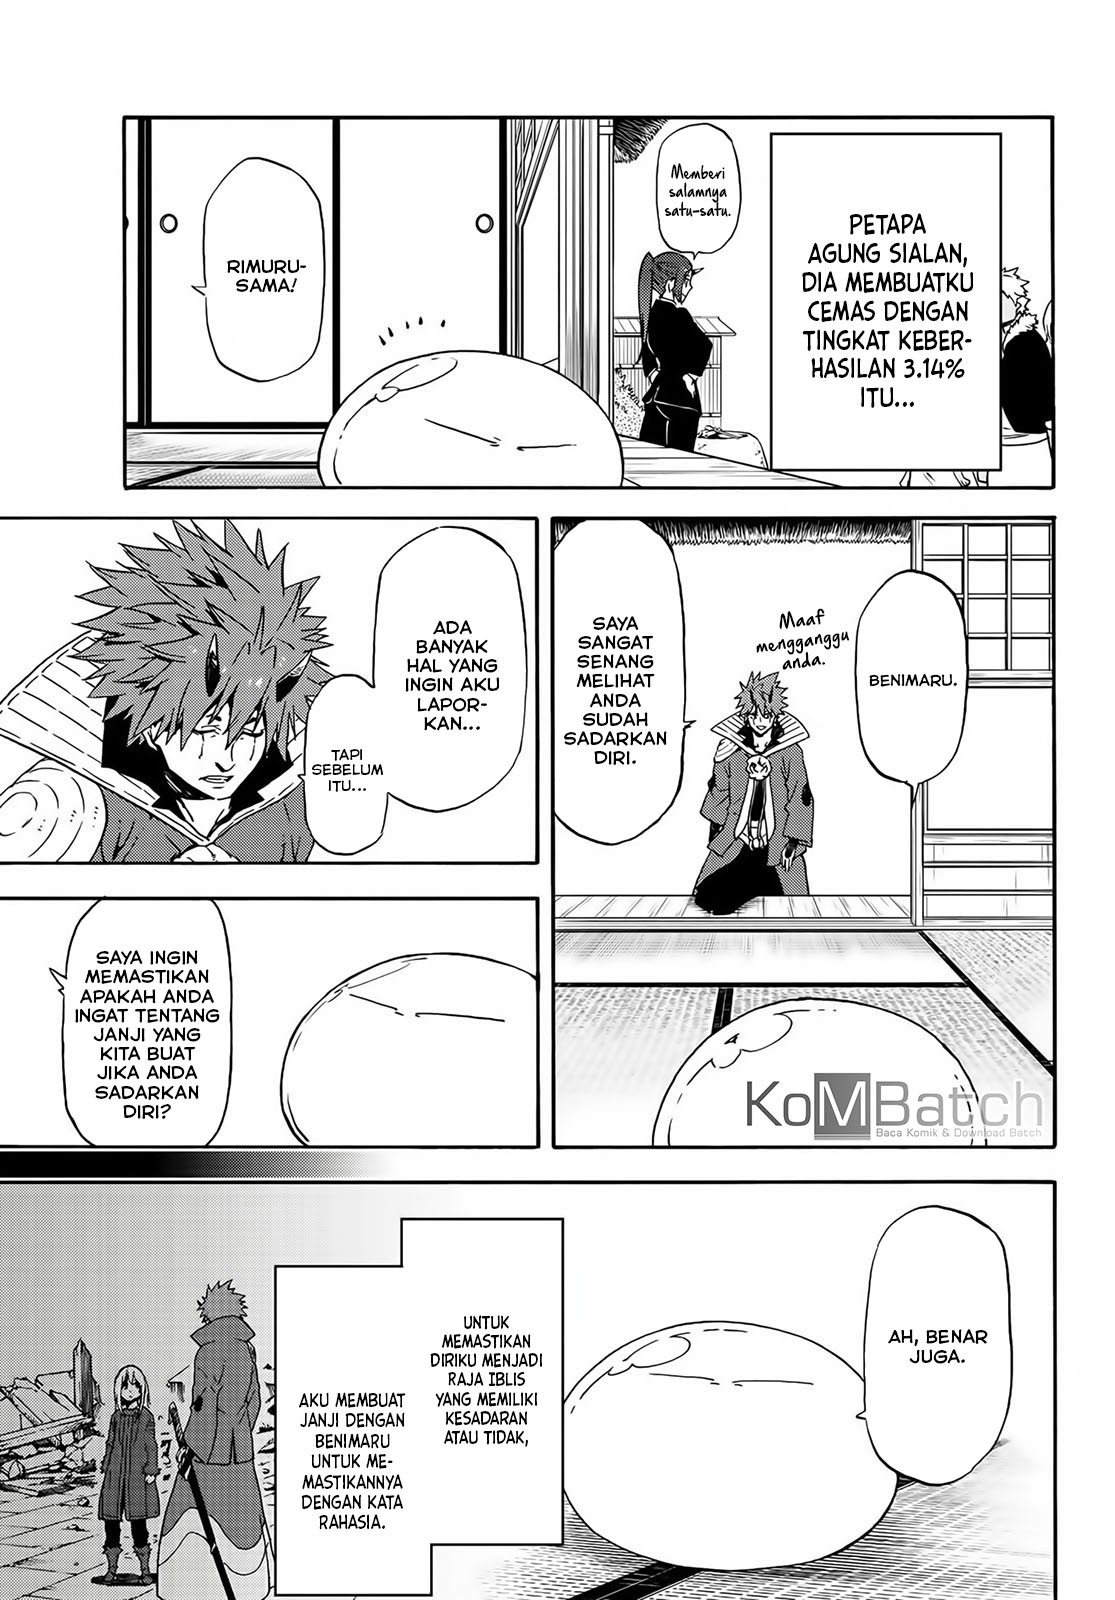 PETAPA
AGUNG SIALAN,
DIA MEMBUATKU
CEMAS DENGAN
TINGKAT KEBER-
HASILAN 3.14%
ITU...
Memberi
salamnya
satu-satu.
RIMURU-
SAMA!
BENIMARU.
Maaf
mengganggu
anda.
SAYA
SANGAT
SENANG
MELIHAT
ANDA
SUDAH
SADARKAN
DIRI.
ADA
BANYAK
HAL YANG
INGIN AKU
LAPOR-
KAN...
TAPI
SEBELUM
ITU...
SAYA INGIN
MEMASTIKAN
APAKAH ANDA
INGAT TENTANG
JANJI YANG
KITA BUAT
JIKA ANDA
SADARKAN
DIRI?
KoMBatch
Baca Komik & Download Batch
AH, BENAR
JUGA.
UNTUK
MEMASTIKAN
DIRIKU MENJADI
RAJA IBLIS
YANG MEMILIKI
KESADARAN
ATAU TIDAK,
AKU MEMBUAT
JANJI DENGAN
BENIMARU
UNTUK ME-
MASTIKANNYA
DENGAN KATA
RAHASIA.